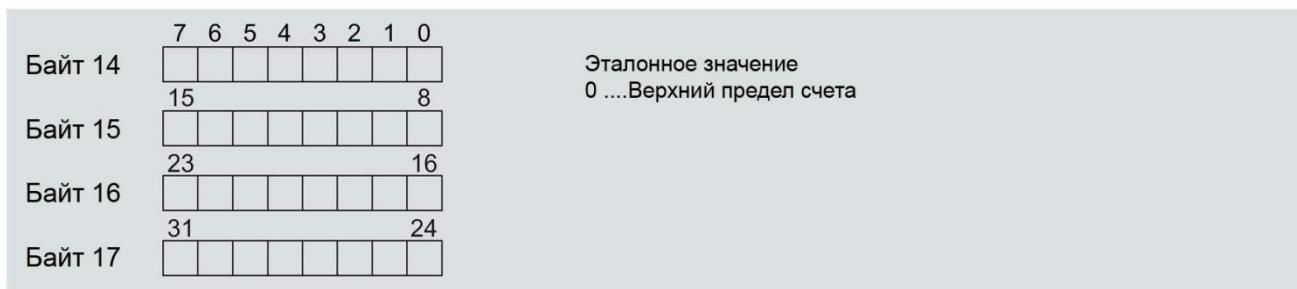 7 6 5 4 3 2 1 0
Байт 14
Эталонное значение
0 ....Верхний предел счета
15 8
Байт 15
23 16
Байт 16
31 24
Байт 17